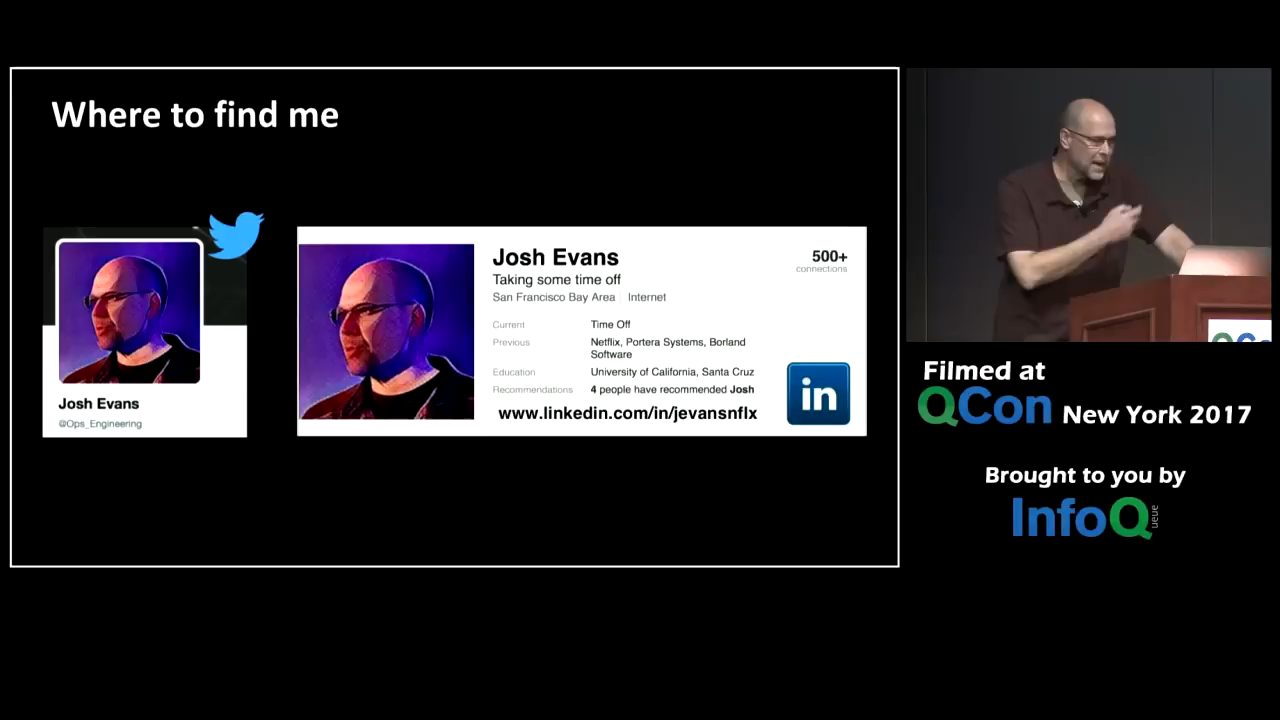 Where to find me
Josh Evans
@Ops_Engineering
Josh Evans
500+
connections
Taking some time off
San Francisco Bay Area Internet
Current Time Off
Previous Netflix, Portera Systems, Borland
Software
Education University of California, Santa Cruz
Recommendations 4 people have recommended Josh
www.linkedin.com/in/jevansnflx
in
Filmed at
QCon New York 2017
Brought to you by
InfoQueue